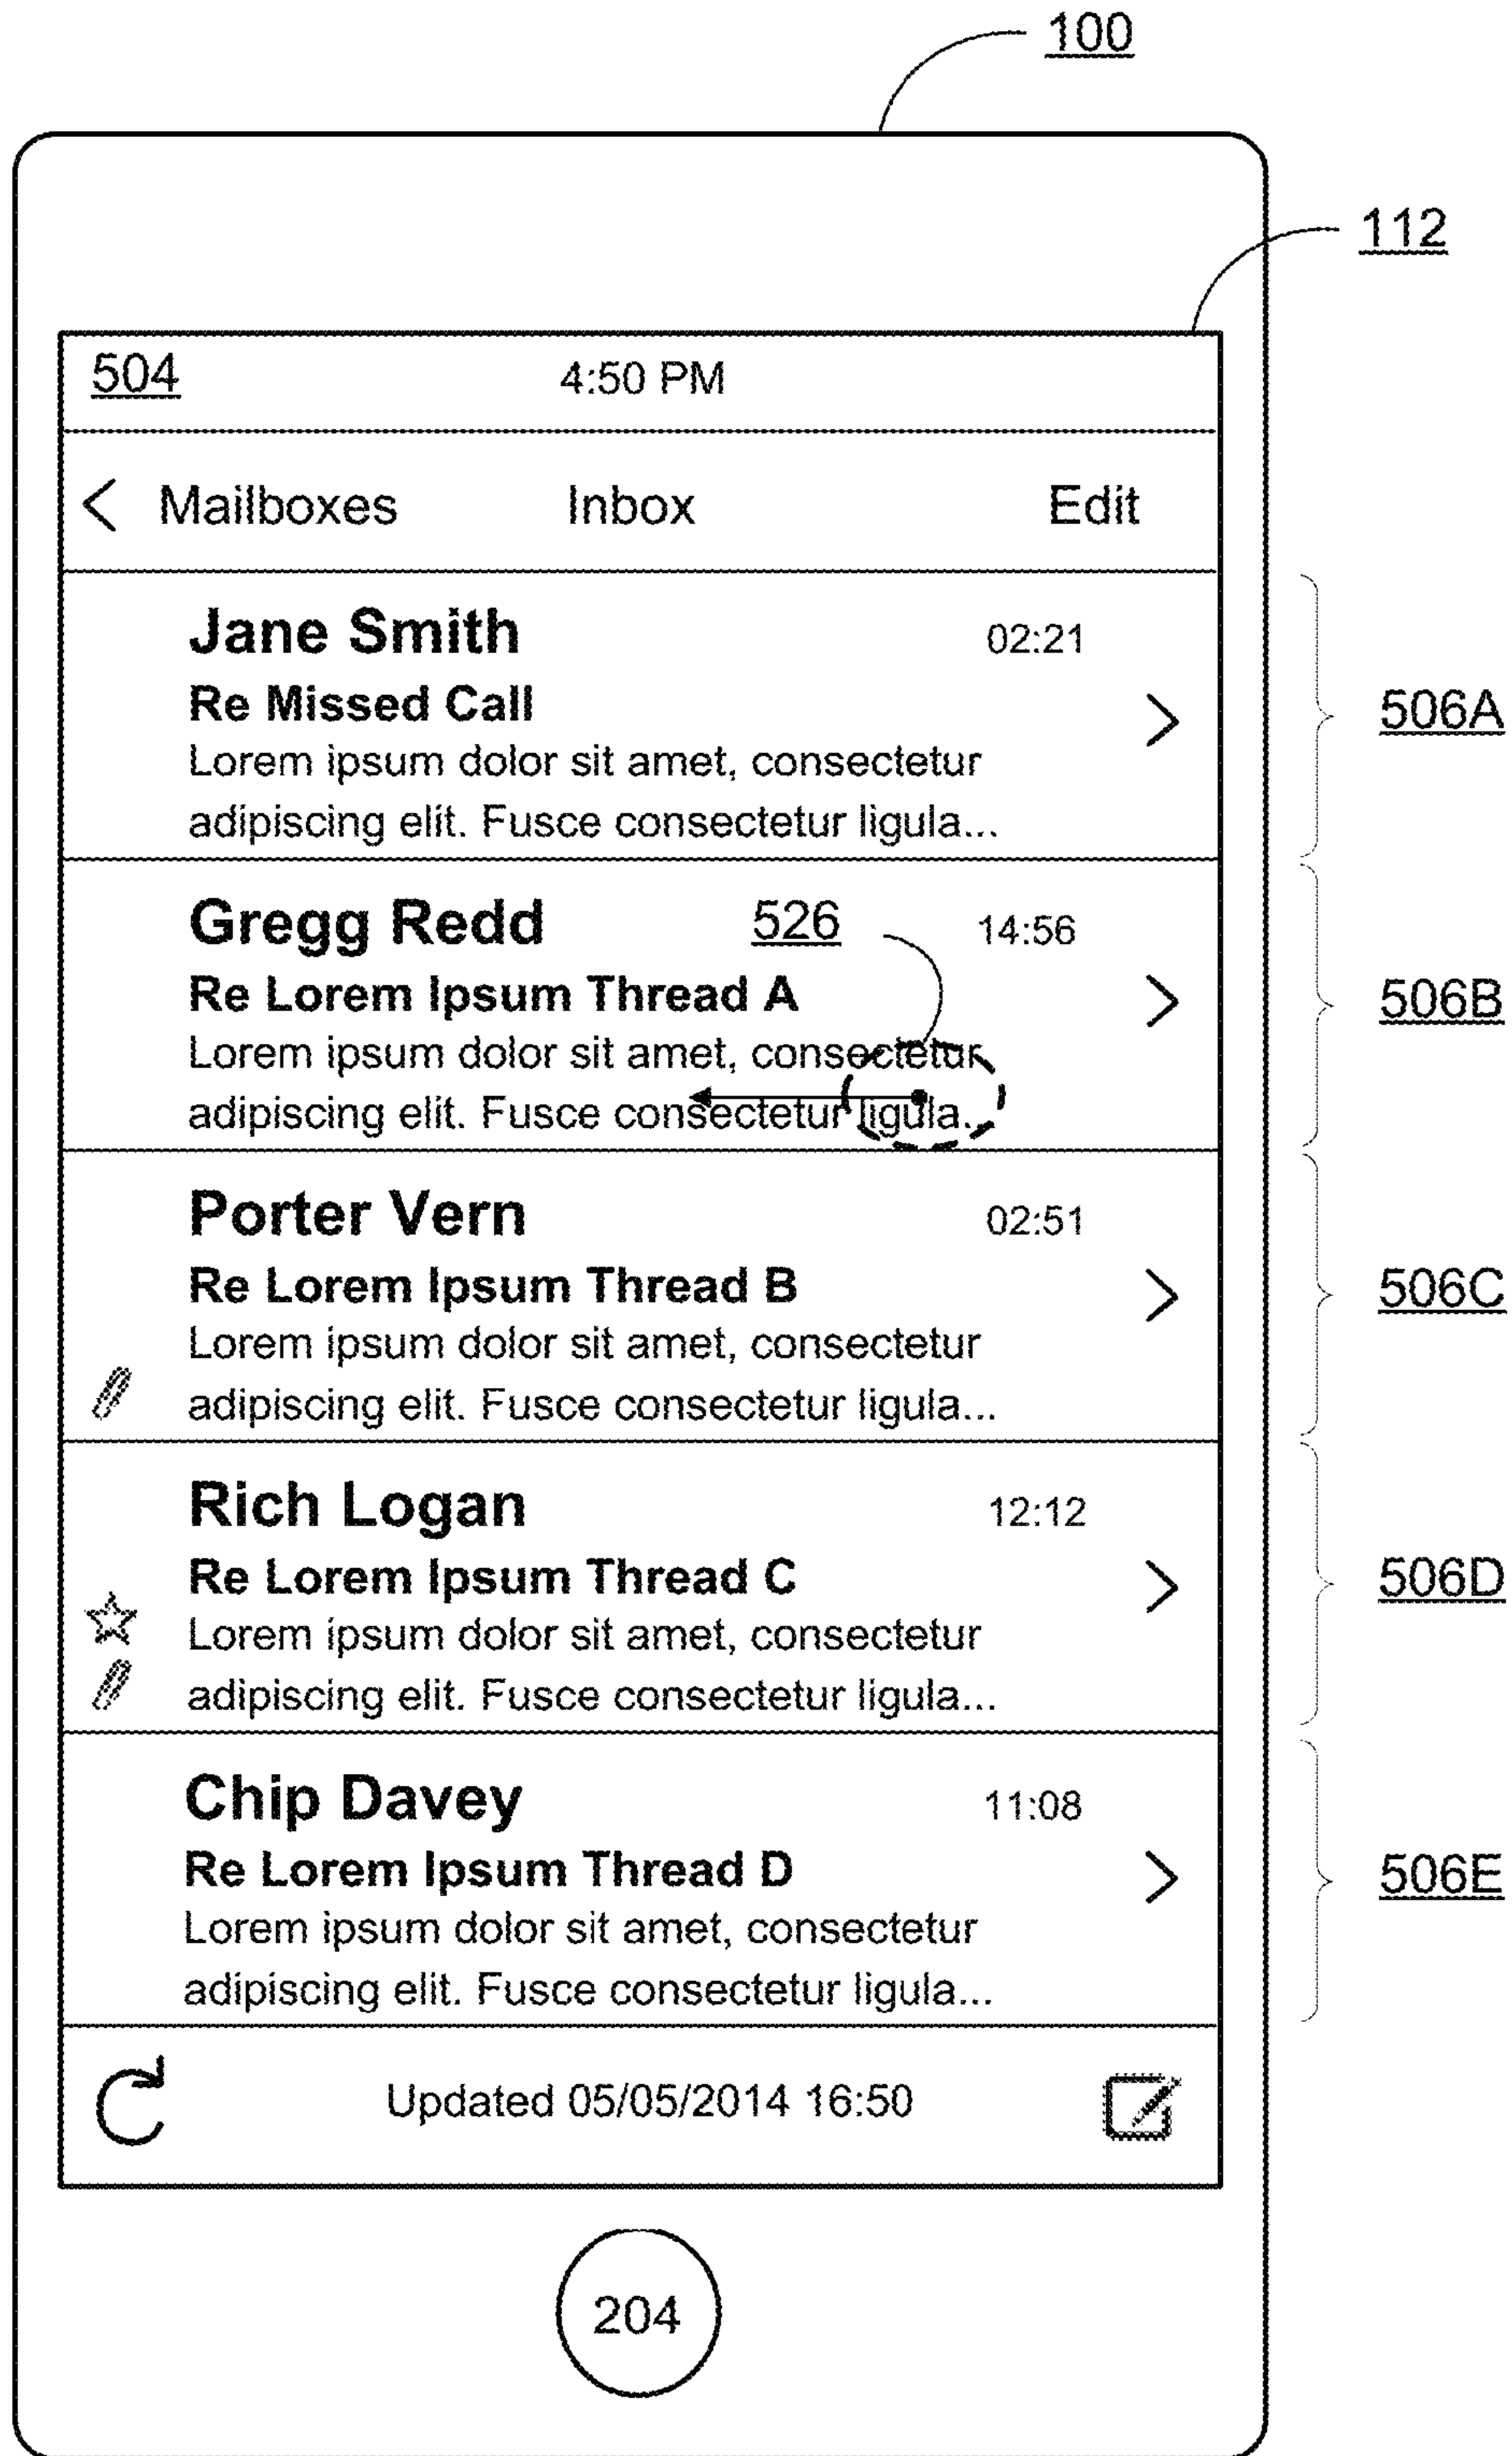 100
112
504 4:50 PM
< Mailboxes Inbox Edit
Jane Smith 02:21
Re Missed Call
506A
Lorem ipsum dolor sit amet, consectetur
adipiscing elit. Fusce consectetur ligula...
Gregg Redd 526 14:56
Re Lorem Ipsum Thread A
506B
Lorem ipsum dolor sit amet, consectetur
adipiscing elit. Fusce consectetur ligula...
Porter Vern 02:51
Re Lorem Ipsum Thread B
506C
Lorem ipsum dolor sit amet, consectetur
adipiscing elit. Fusce consectetur ligula...
Rich Logan 12:12
Re Lorem Ipsum Thread C
506D
Lorem ipsum dolor sit amet, consectetur
adipiscing elit. Fusce consectetur ligula...
Chip Davey 11:08
Re Lorem Ipsum Thread D
506E
Lorem ipsum dolor sit amet, consectetur
adipiscing elit. Fusce consectetur ligula...
Updated 05/05/2014 16:50
204